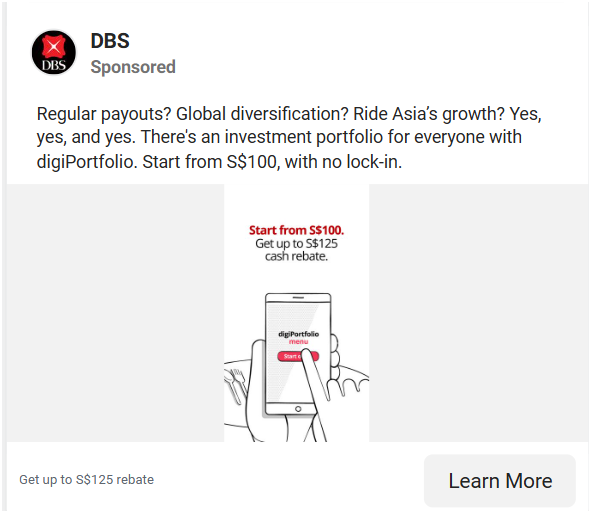 DBS
DBS
Sponsored
Regular payouts? Global diversification? Ride Asia’s growth? Yes,
yes, and yes. There's an investment portfolio for everyone with
digiPortfolio. Start from S$100, with no lock-in.
Start from S$100.
Get up to S$125
cash rebate.
digiPortfolio
menu
Start
Get up to S$125 rebate
Learn More